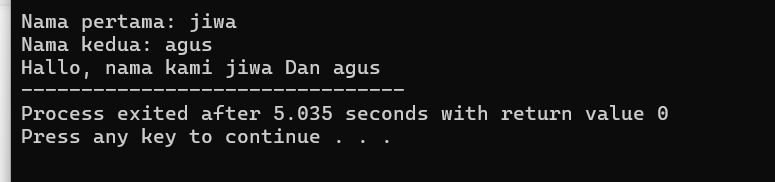 Nama pertama: jiwa
Nama kedua: agus
Hallo, nama kami jiwa Dan agus
--------------------------------
Process exited after 5.035 seconds with return value 0
Press any key to continue . . .